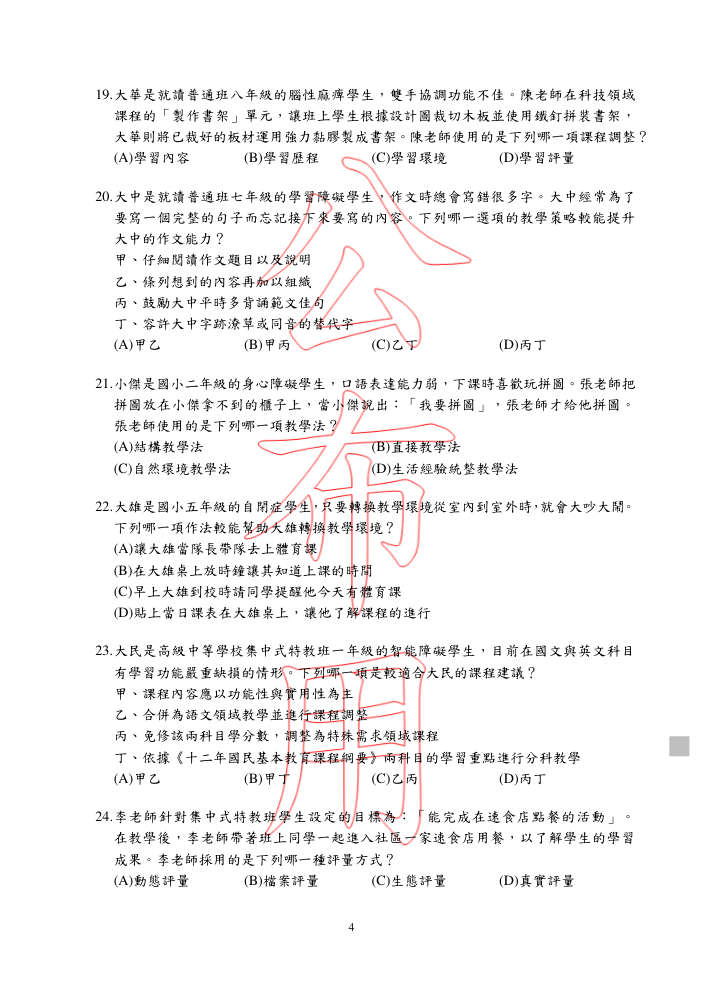 19.大華是就讀普通班八年級的腦性麻痺學生，雙手協調功能不佳。陳老師在科技領域
課程的「製作書架」單元，讓班上學生根據設計圖裁切木板並使用鐵釘拼裝書架，
大華則將已裁好的板材運用強力黏膠製成書架。陳老師使用的是下列哪一項課程調整？
(A)學習內容 (B)學習歷程 (C)學習環境 (D)學習評量
20.大中是就讀普通班七年級的學習障礙學生，作文時總會寫錯很多字。大中經常為了
要寫一個完整的句子而忘記接下來要寫的內容。下列哪一選項的教學策略較能提升
大中的作文能力？
甲、仔細閱讀作文題目以及說明
乙、條列想到的內容再加以組織
丙、鼓勵大中平時多背誦範文佳句
丁、容許大中字跡潦草或同音的替代字
(A)甲乙 (B)甲丙 (C)乙丁 (D)丙丁
21.小傑是國小二年級的身心障礙學生，口語表達能力弱，下課時喜歡玩拼圖。張老師把
拼圖放在小傑拿不到的櫃子上，當小傑說出：「我要拼圖」，張老師才給他拼圖。
張老師使用的是下列哪一項教學法？
(A)結構教學法 (B)直接教學法
(C)自然環境教學法 (D)生活經驗統整教學法
22.大雄是國小五年級的自閉症學生，只要轉換教學環境從室內到室外時，就會大吵大鬧。
下列哪一項作法較能幫助大雄轉換教學環境？
(A)讓大雄當隊長帶隊去上體育課
(B)在大雄桌上放時鐘讓其知道上課的時間
(C)早上大雄到校時請同學提醒他今天有體育課
(D)貼上當日課表在大雄桌上，讓他了解課程的進行
23.大民是高級中等學校集中式特教班一年級的智能障礙學生，目前在國文與英文科目
有學習功能嚴重缺損的情形。下列哪一項是較適合大民的課程建議？
甲、課程內容應以功能性與實用性為主
乙、合併為語文領域教學並進行課程調整
丙、免修該兩科目學分數，調整為特殊需求領域課程
丁、依據《十二年國民基本教育課程綱要》兩科目的學習重點進行分科教學
(A)甲乙 (B)甲丁 (C)乙丙 (D)丙丁
24.李老師針對集中式特教班學生設定的目標為：「能完成在速食店點餐的活動」。
在教學後，李老師帶著班上同學一起進入社區一家速食店用餐，以了解學生的學習
成果。李老師採用的是下列哪一種評量方式？
(A)動態評量 (B)檔案評量 (C)生態評量 (D)真實評量
4
公
布
用